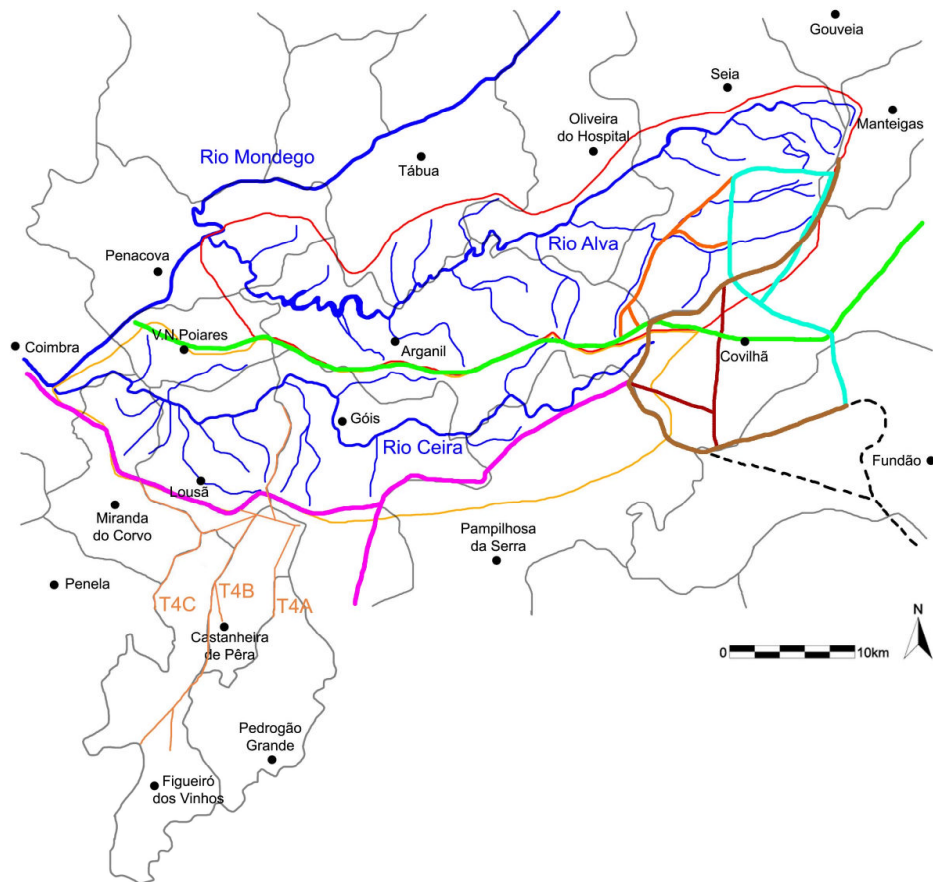 Gouveia
Seia
Manteigas
Oliveira
do Hospital
Rio Mondego
Tábua
Rio Alva
Penacova
V.N.Poiares
Coimbra
Arganil
Covilhã
Góis
Rio Ceira
Fundão
Lousã
Miranda
do Corvo
Pampilhosa
da Serra
Penela
T4C
T4B
T4A
Castanheira
de Pêra
N
0
10km
Pedrogão
Grande
Figueiró
dos Vinhos